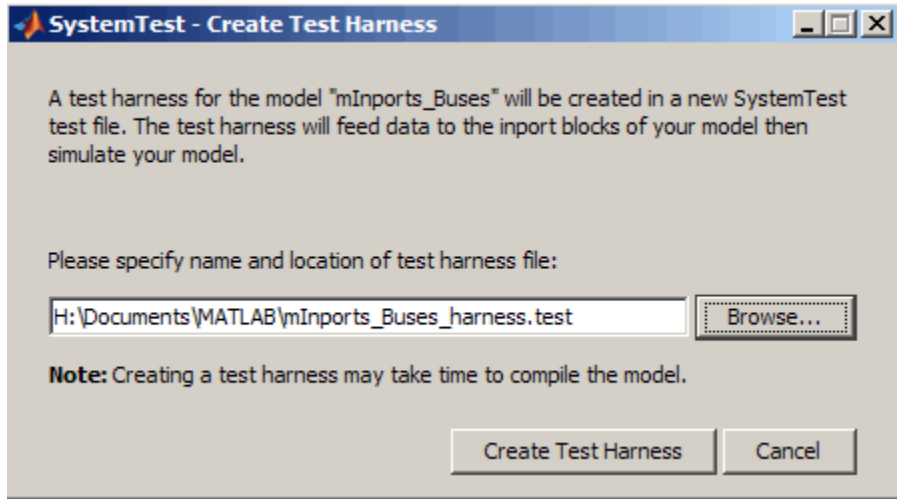 SystemTest - Create Test Harness
A test harness for the model "mInports_Buses" will be created in a new SystemTest
test file. The test harness will feed data to the inport blocks of your model then
simulate your model.
Please specify name and location of test harness file:
H:\Documents\MATLAB\mInports_Buses_harness.test
Browse...
Note: Creating a test harness may take time to compile the model.
Create Test Harness
Cancel